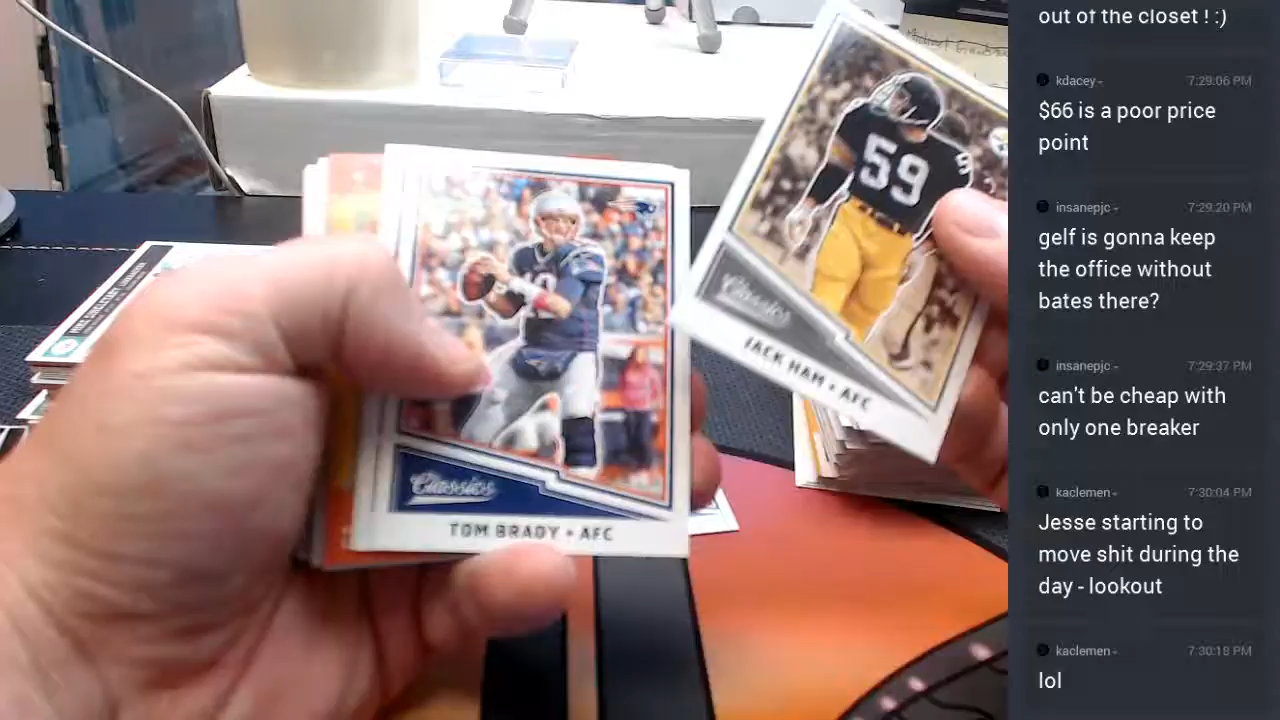 59
Classics
JACK HAM • AFC
Classics
TOM BRADY • AFC
out of the closet ! :)
kdacey
7:29:06 PM
$66 is a poor price
point
insanepjc
7:29:20 PM
gelf is gonna keep
the office without
bates there?
insanepjc
7:29:37 PM
can't be cheap with
only one breaker
kaclemen
7:30:04 PM
Jesse starting to
move shit during the
day - lookout
kaclemen
7:30:18 PM
lol